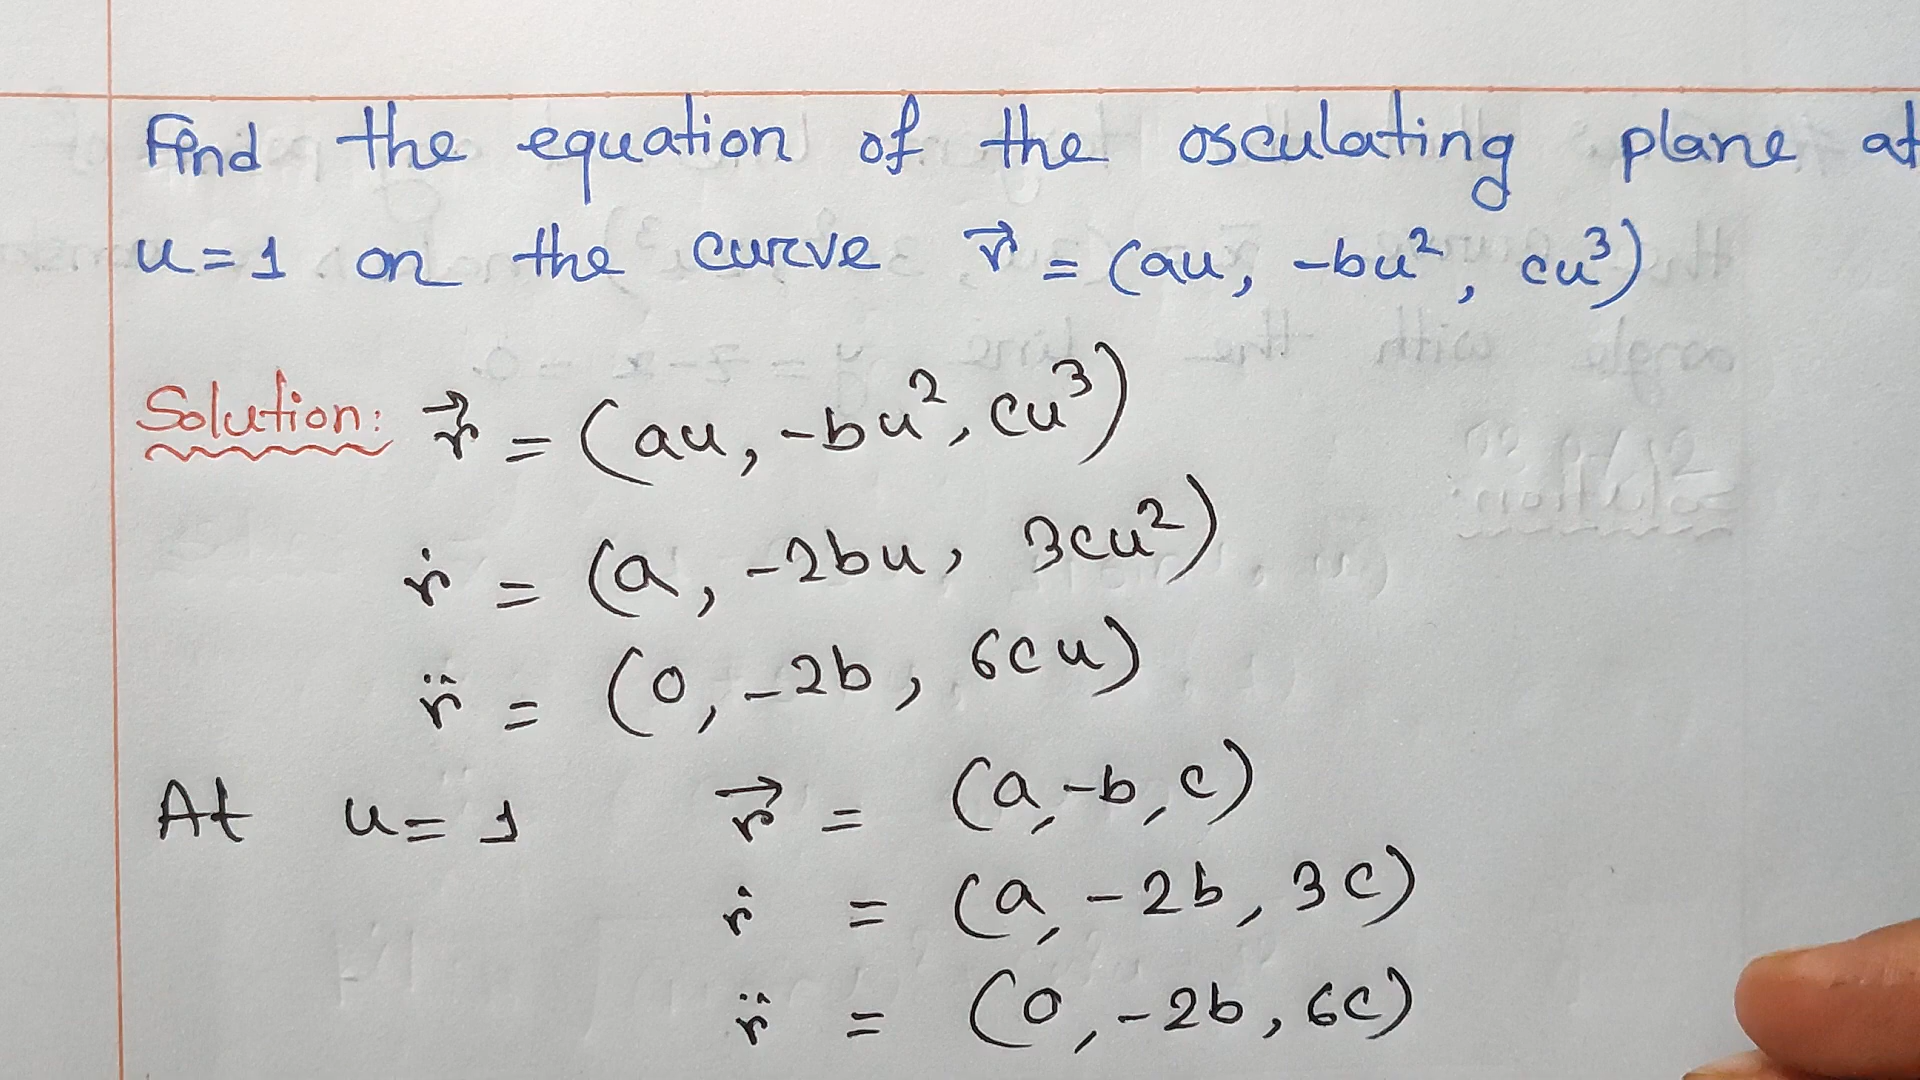 Find the equation of the osculating plane at
u = 1 on the curve r⃗ = (au, -bu², cu³)
Solution: r⃗ = (au, -bu², cu³)
ṙ = (a, -2bu, 3cu²)
r̈ = (0, -2b, 6cu)
At u = 1 r⃗ = (a, -b, c)
ṙ = (a, -2b, 3c)
r̈ = (0, -2b, 6c)